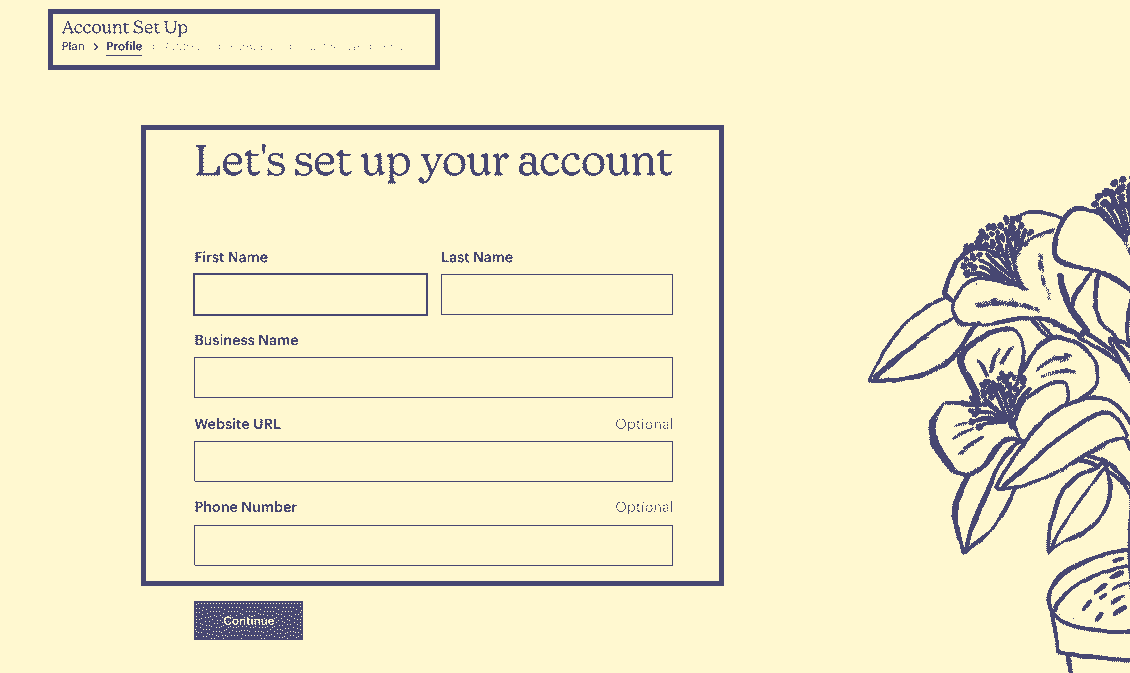 Account Set Up
Plan > Profile
Let's set up your account
First Name Last Name
Business Name
Website URL Optional
Phone Number Optional
Continue